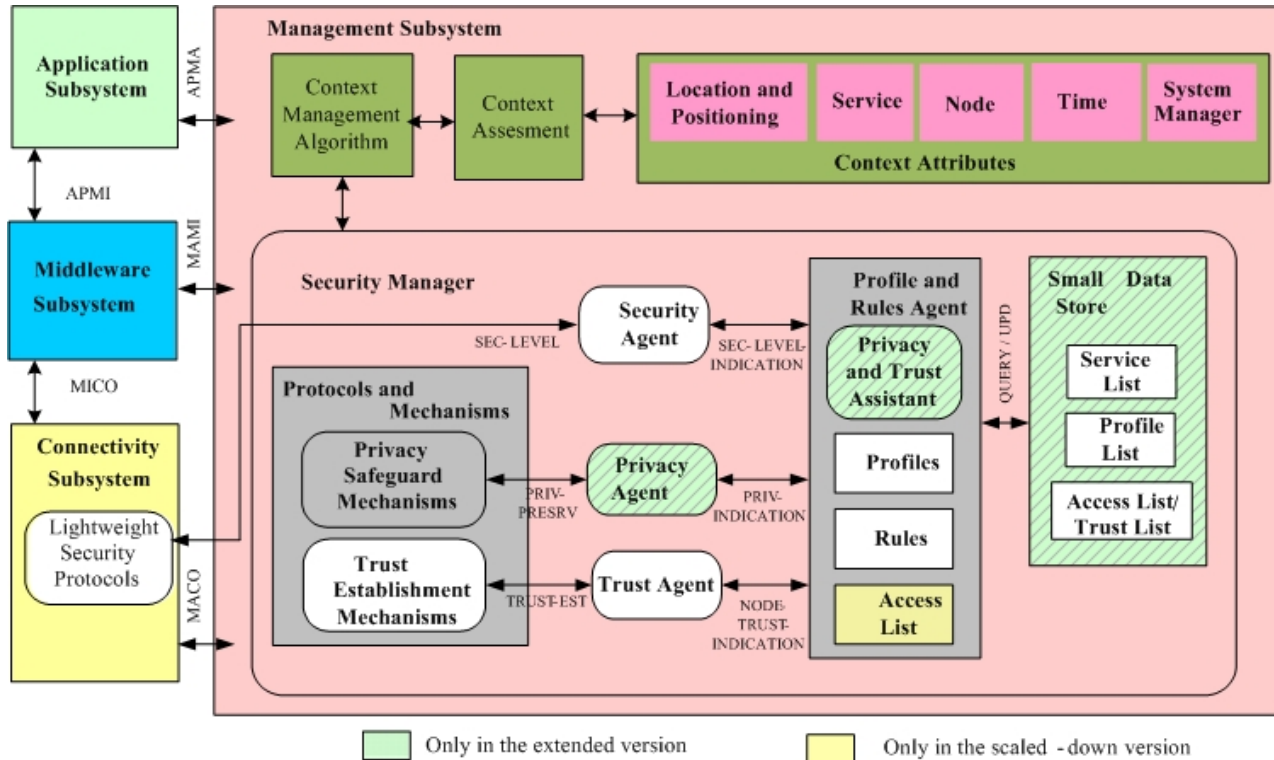 Management Subsystem
Application
Subsystem
APMA
Context
Management
Algorithm
Context
Assesment
Location and
Positioning
Service
Node
Time
System
Manager
Context Attributes
APMI
Middleware
Subsystem
MAMI
MICO
Connectivity
Subsystem
Lightweight
Security
Protocols
MACO
Security Manager
SEC- LEVEL
Security
Agent
SEC- LEVEL-
INDICATION
Protocols and
Mechanisms
Privacy
Safeguard
Mechanisms
PRIV-
PRESRV
Privacy
Agent
PRIV-
INDICATION
Trust
Establishment
Mechanisms
TRUST-EST
Trust Agent
NODE-
TRUST-
INDICATION
Profile and
Rules Agent
Privacy
and Trust
Assistant
Profiles
Rules
Access
List
QUERY / UPD
Small Data
Store
Service
List
Profile
List
Access List/
Trust List
Only in the extended version
Only in the scaled -down version